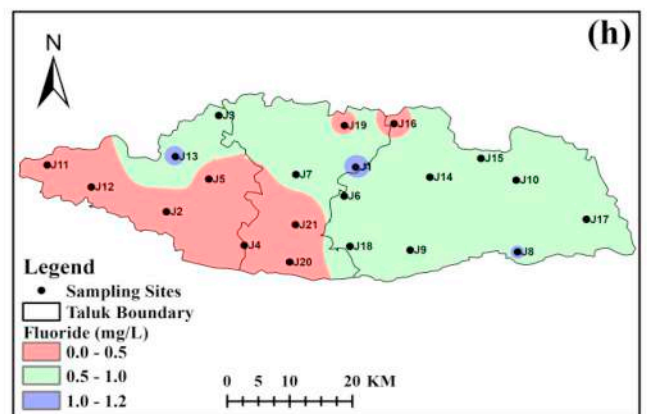 (h)
N
J3
J19
J16
J13
J1
J15
J11
J5
J7
J14
J10
J12
J6
J2
J21
J17
J4
J18
J9
J8
J20
Legend
Sampling Sites
Taluk Boundary
Fluoride (mg/L)
0.0 - 0.5
0.5 - 1.0
1.0 - 1.2
0 5 10 20 KM